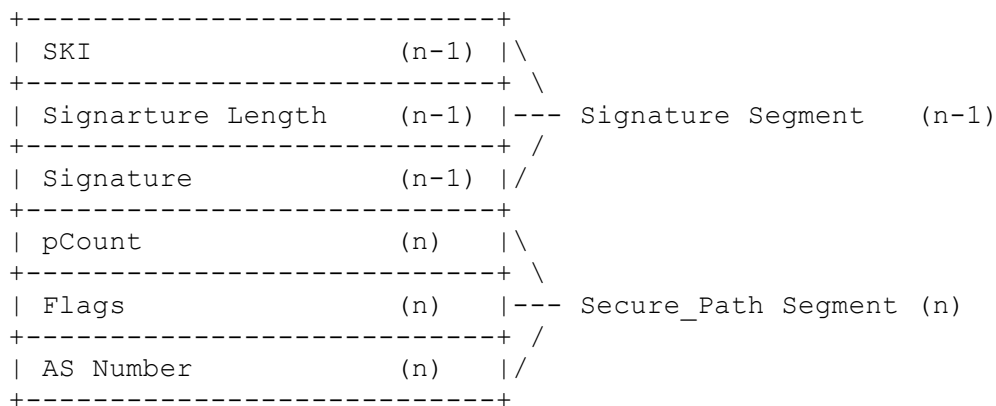 +----------------------------+
| SKI                (n-1)  |\
+----------------------------+ \
| Signarture Length  (n-1)  |--- Signature Segment   (n-1)
+----------------------------+ /
| Signature          (n-1)  |/
+----------------------------+
| pCount             (n)    |\
+----------------------------+ \
| Flags              (n)    |--- Secure_Path Segment (n)
+----------------------------+ /
| AS Number          (n)    |/
+----------------------------+